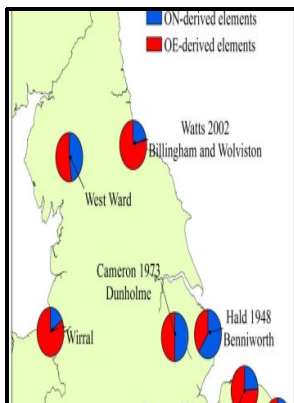 ON-derived elements
OE-derived elements
Watts 2002
Billingham and Wolviston
West Ward
Cameron 1973
Dunholme
Hald 1948
Benniworth
Wirral